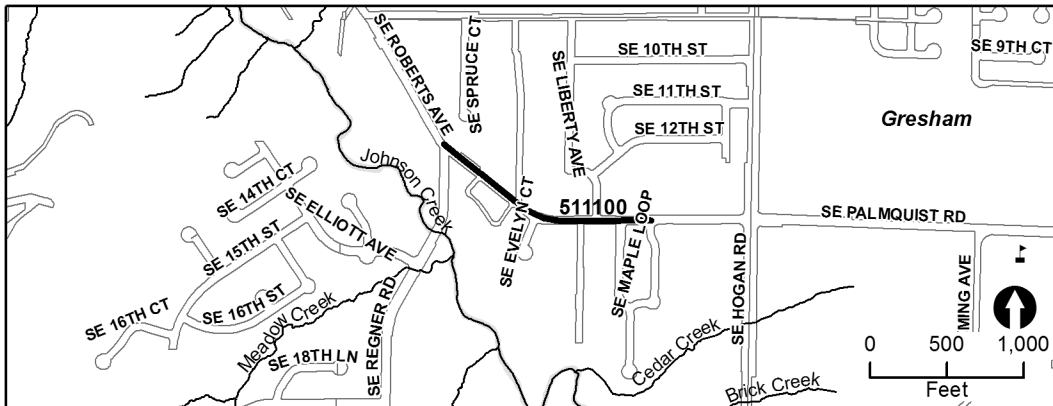 SE ROBERTS AVE
SE SPRUCE CT
SE LIBERTY AVE
SE 10TH ST
SE 9TH CT
SE 11TH ST
SE 12TH ST
Gresham
Johnson Creek
SE 14TH CT
SE ELLIOTT AVE
SE 15TH ST
SE EVELYN CT
511100
SE MAPLE LOOP
SE PALMQUIST RD
SE 16TH CT
SE 16TH ST
Meadow Creek
SE REGNER RD
SE HOGAN RD
MING AVE
SE 18TH LN
Cedar Creek
Brick Creek
0 500 1,000
Feet